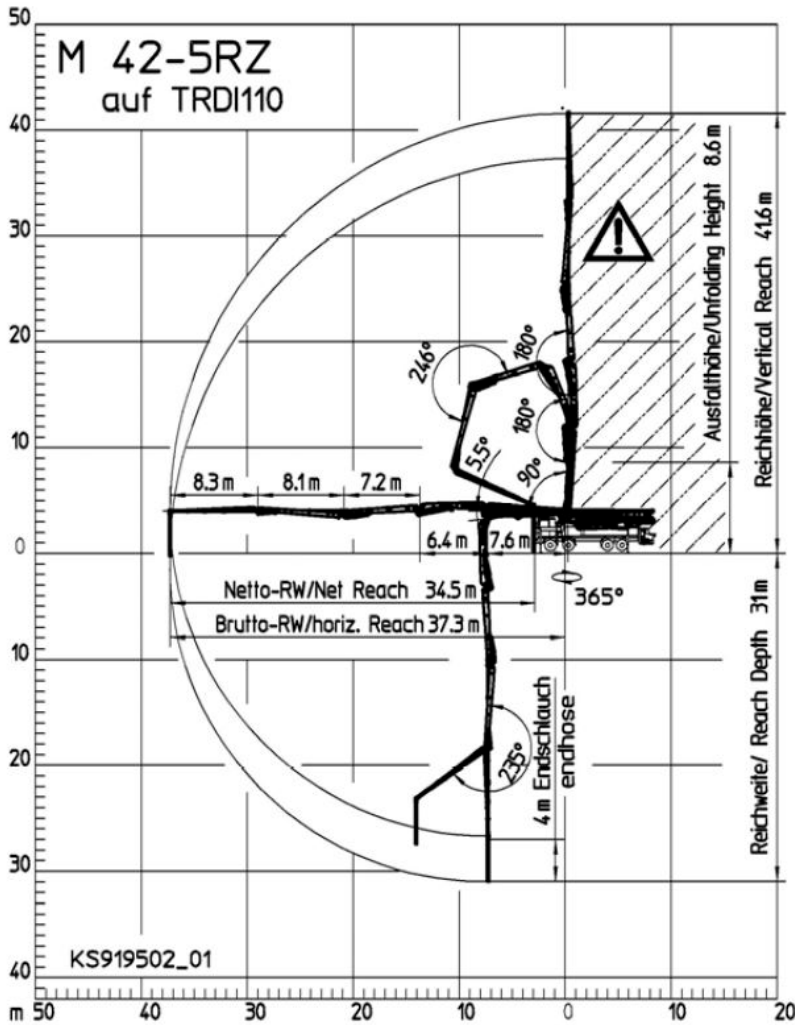 M 42-5RZ
auf TRDI110
50
40
30
20
10
0
10
20
30
40
m 50 40 30 20 10 0 10 20
Ausfalthöhe/Unfolding Height 8.6 m
Reichhöhe/Vertical Reach 41.6 m
Reichweite/ Reach Depth 31m
246°
180°
180°
5.5°
90°
8.3 m
8.1 m
7.2 m
6.4 m
7.6 m
Netto-RW/Net Reach 34.5 m
Brutto-RW/horiz. Reach 37.3 m
365°
235°
4 m Endschlauch
endhose
KS919502_01
!